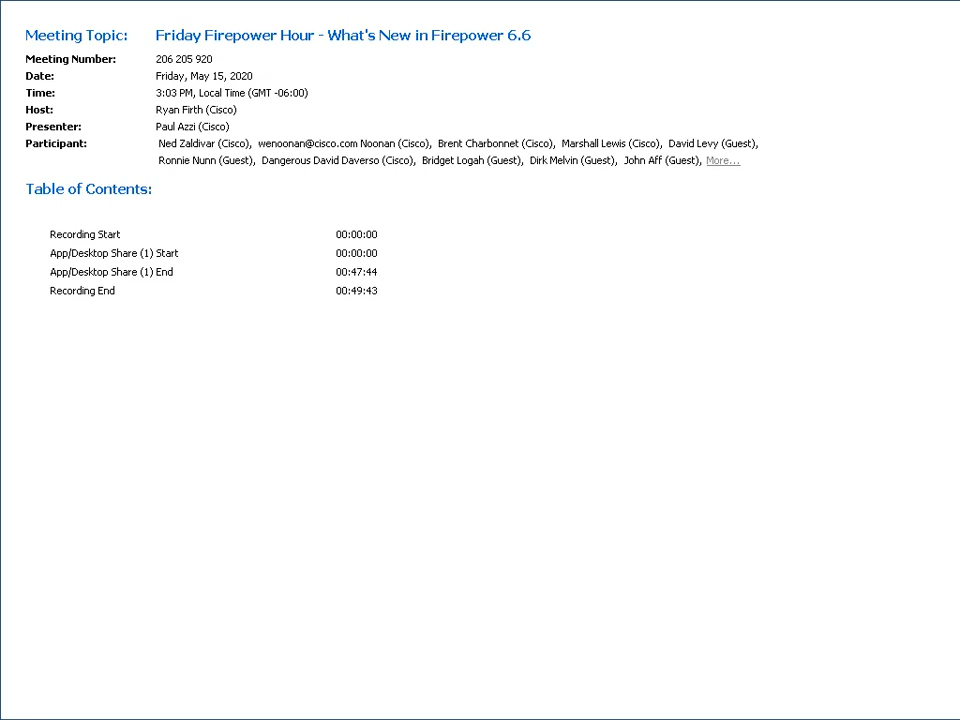 Meeting Topic: Friday Firepower Hour - What's New in Firepower 6.6
Meeting Number: 206 205 920
Date: Friday, May 15, 2020
Time: 3:03 PM, Local Time (GMT -06:00)
Host: Ryan Firth (Cisco)
Presenter: Paul Azzi (Cisco)
Participant: Ned Zaldivar (Cisco), wenoonan@cisco.com Noonan (Cisco), Brent Charbonnet (Cisco), Marshall Lewis (Cisco), David Levy (Guest),
Ronnie Nunn (Guest), Dangerous David Daverso (Cisco), Bridget Logah (Guest), Dirk Melvin (Guest), John Aff (Guest), More...
Table of Contents:
Recording Start 00:00:00
App/Desktop Share (1) Start 00:00:00
App/Desktop Share (1) End 00:47:44
Recording End 00:49:43